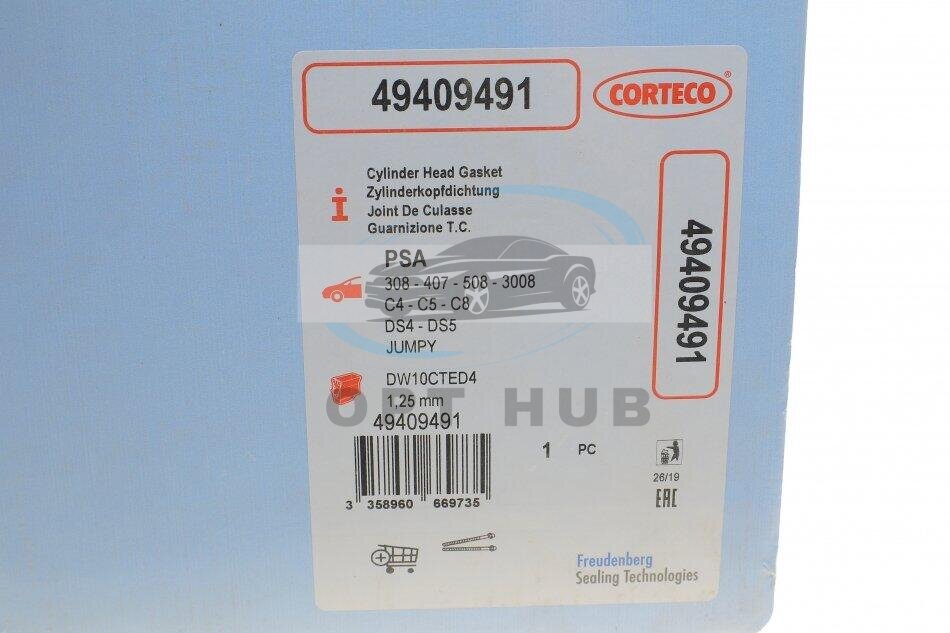 49409491
CORTECO®
Cylinder Head Gasket
Zylinderkopfdichtung
Joint De Culasse
Guarnizione T.C.
PSA
308 - 407 - 508 - 3008
C4 - C5 - C8
DS4 - DS5
JUMPY
DW10CTED4
1,25 mm
OPT HUB
49409491
1 PC
3 358960 669735
26/19
EAC
Freudenberg
Sealing Technologies
49409491